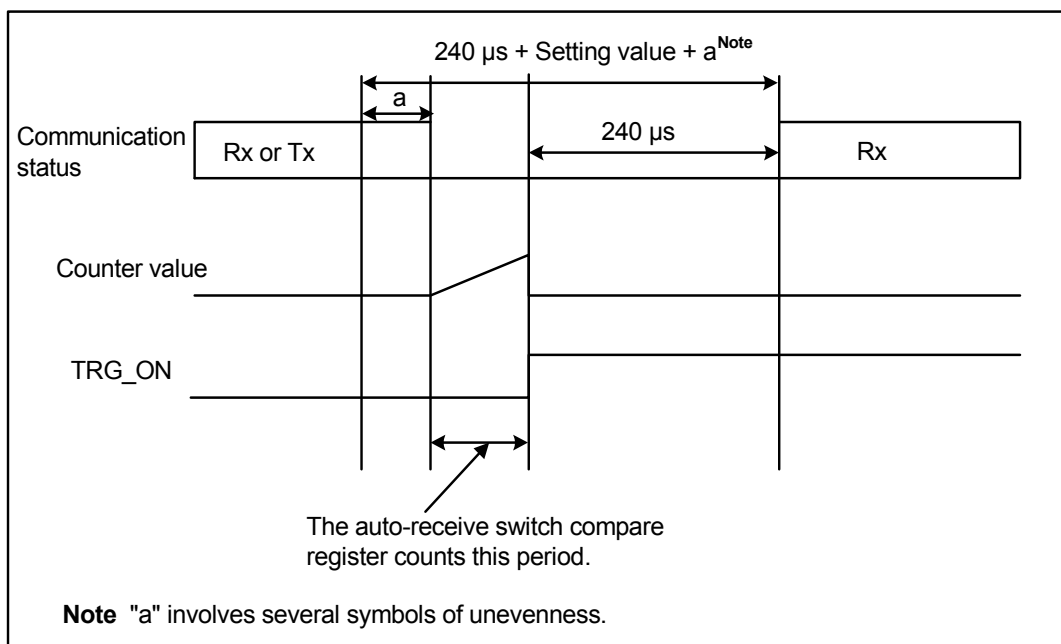 240 µs + Setting value + a^Note
a
Communication
status
Rx or Tx
240 µs
Rx
Counter value
TRG_ON
The auto-receive switch compare
register counts this period.
Note "a" involves several symbols of unevenness.